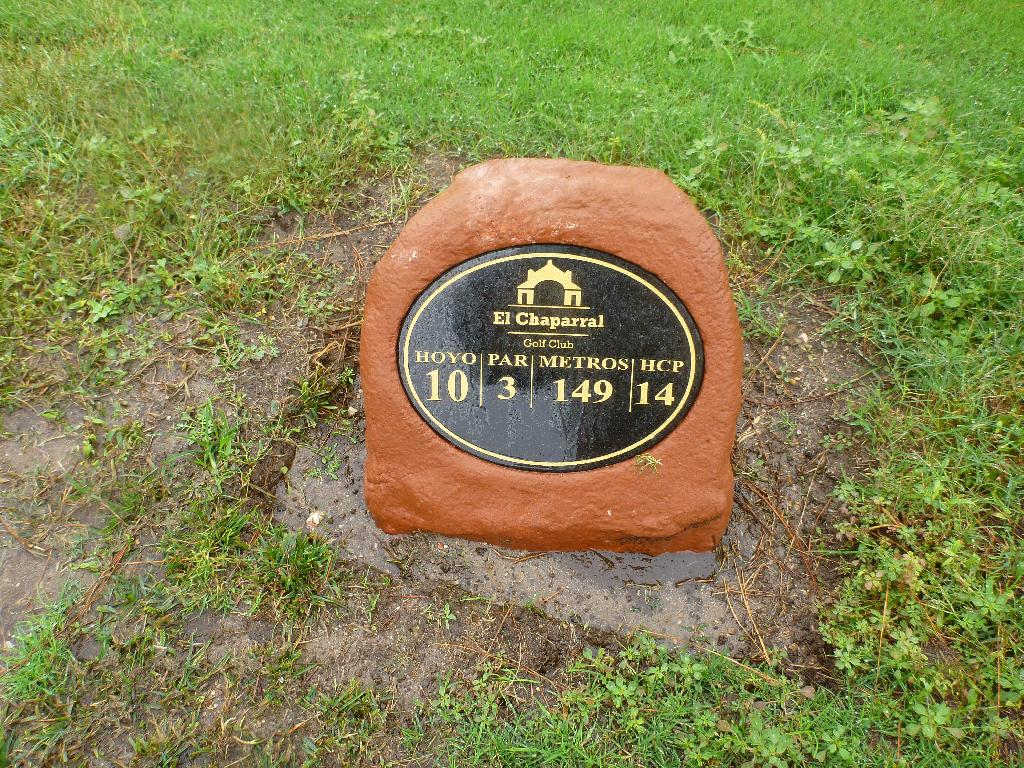 El Chaparral
Golf Club
HOYO PAR METROS HCP
10 3 149 14